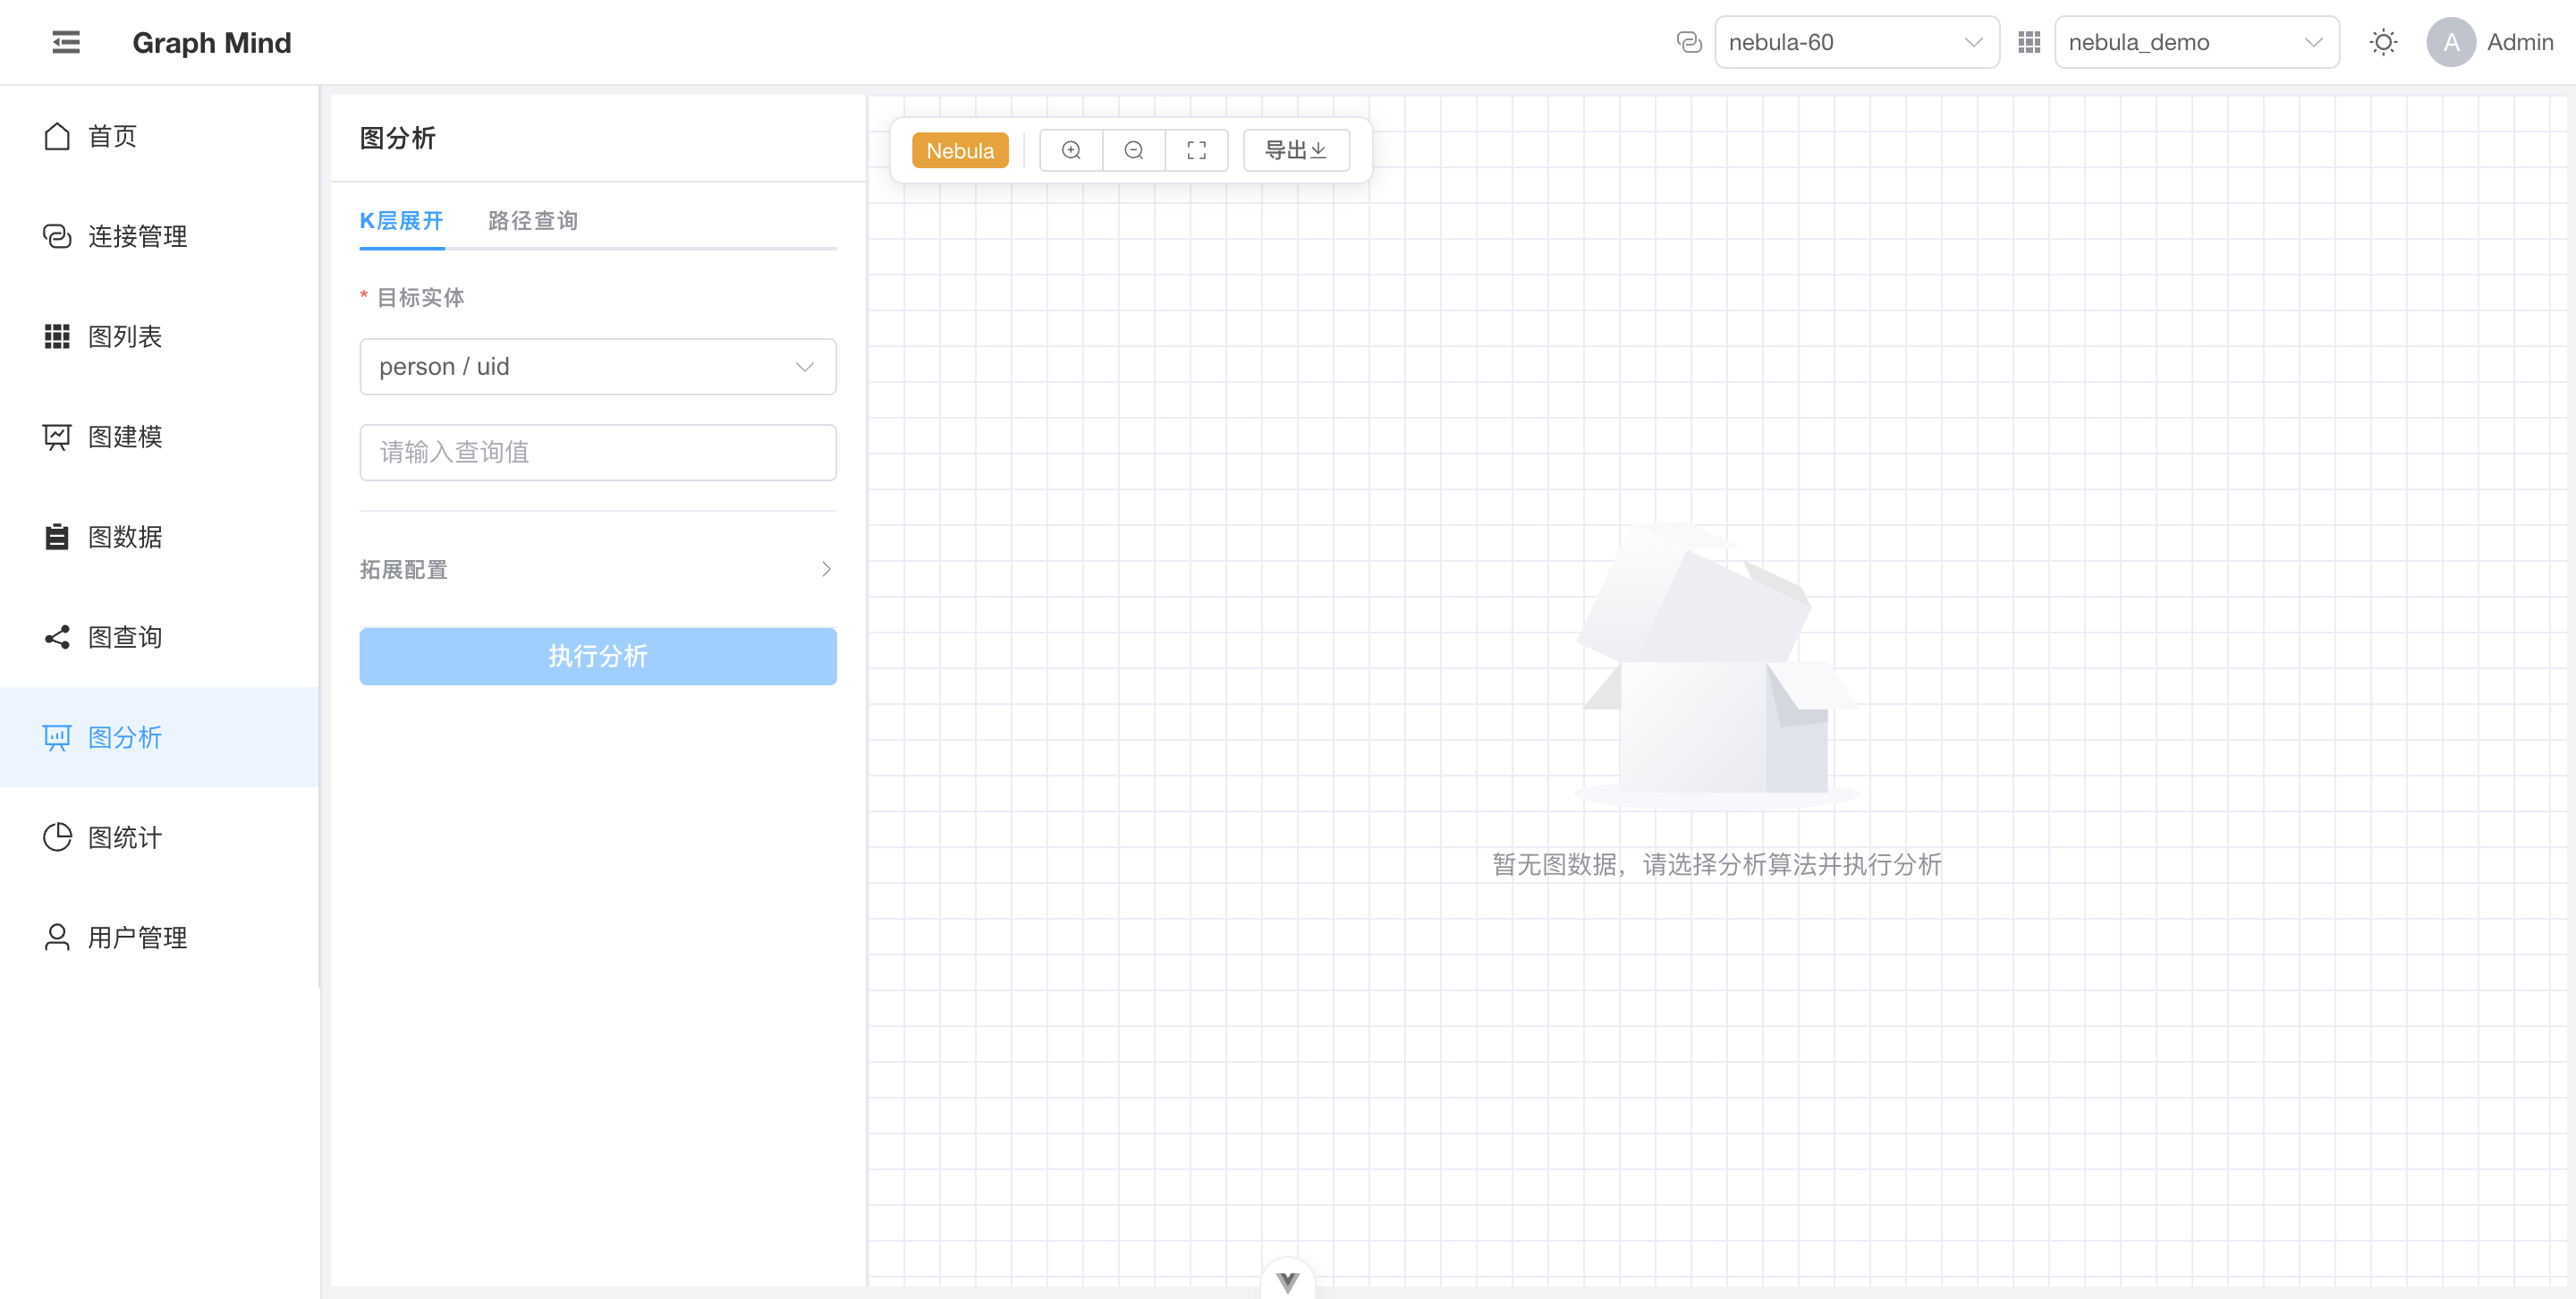 Graph Mind
nebula-60
nebula_demo
A
Admin
首页
连接管理
图列表
图建模
图数据
图查询
图分析
图统计
用户管理
图分析
K层展开
路径查询
* 目标实体
person / uid
请输入查询值
拓展配置
执行分析
Nebula
导出
暂无图数据，请选择分析算法并执行分析